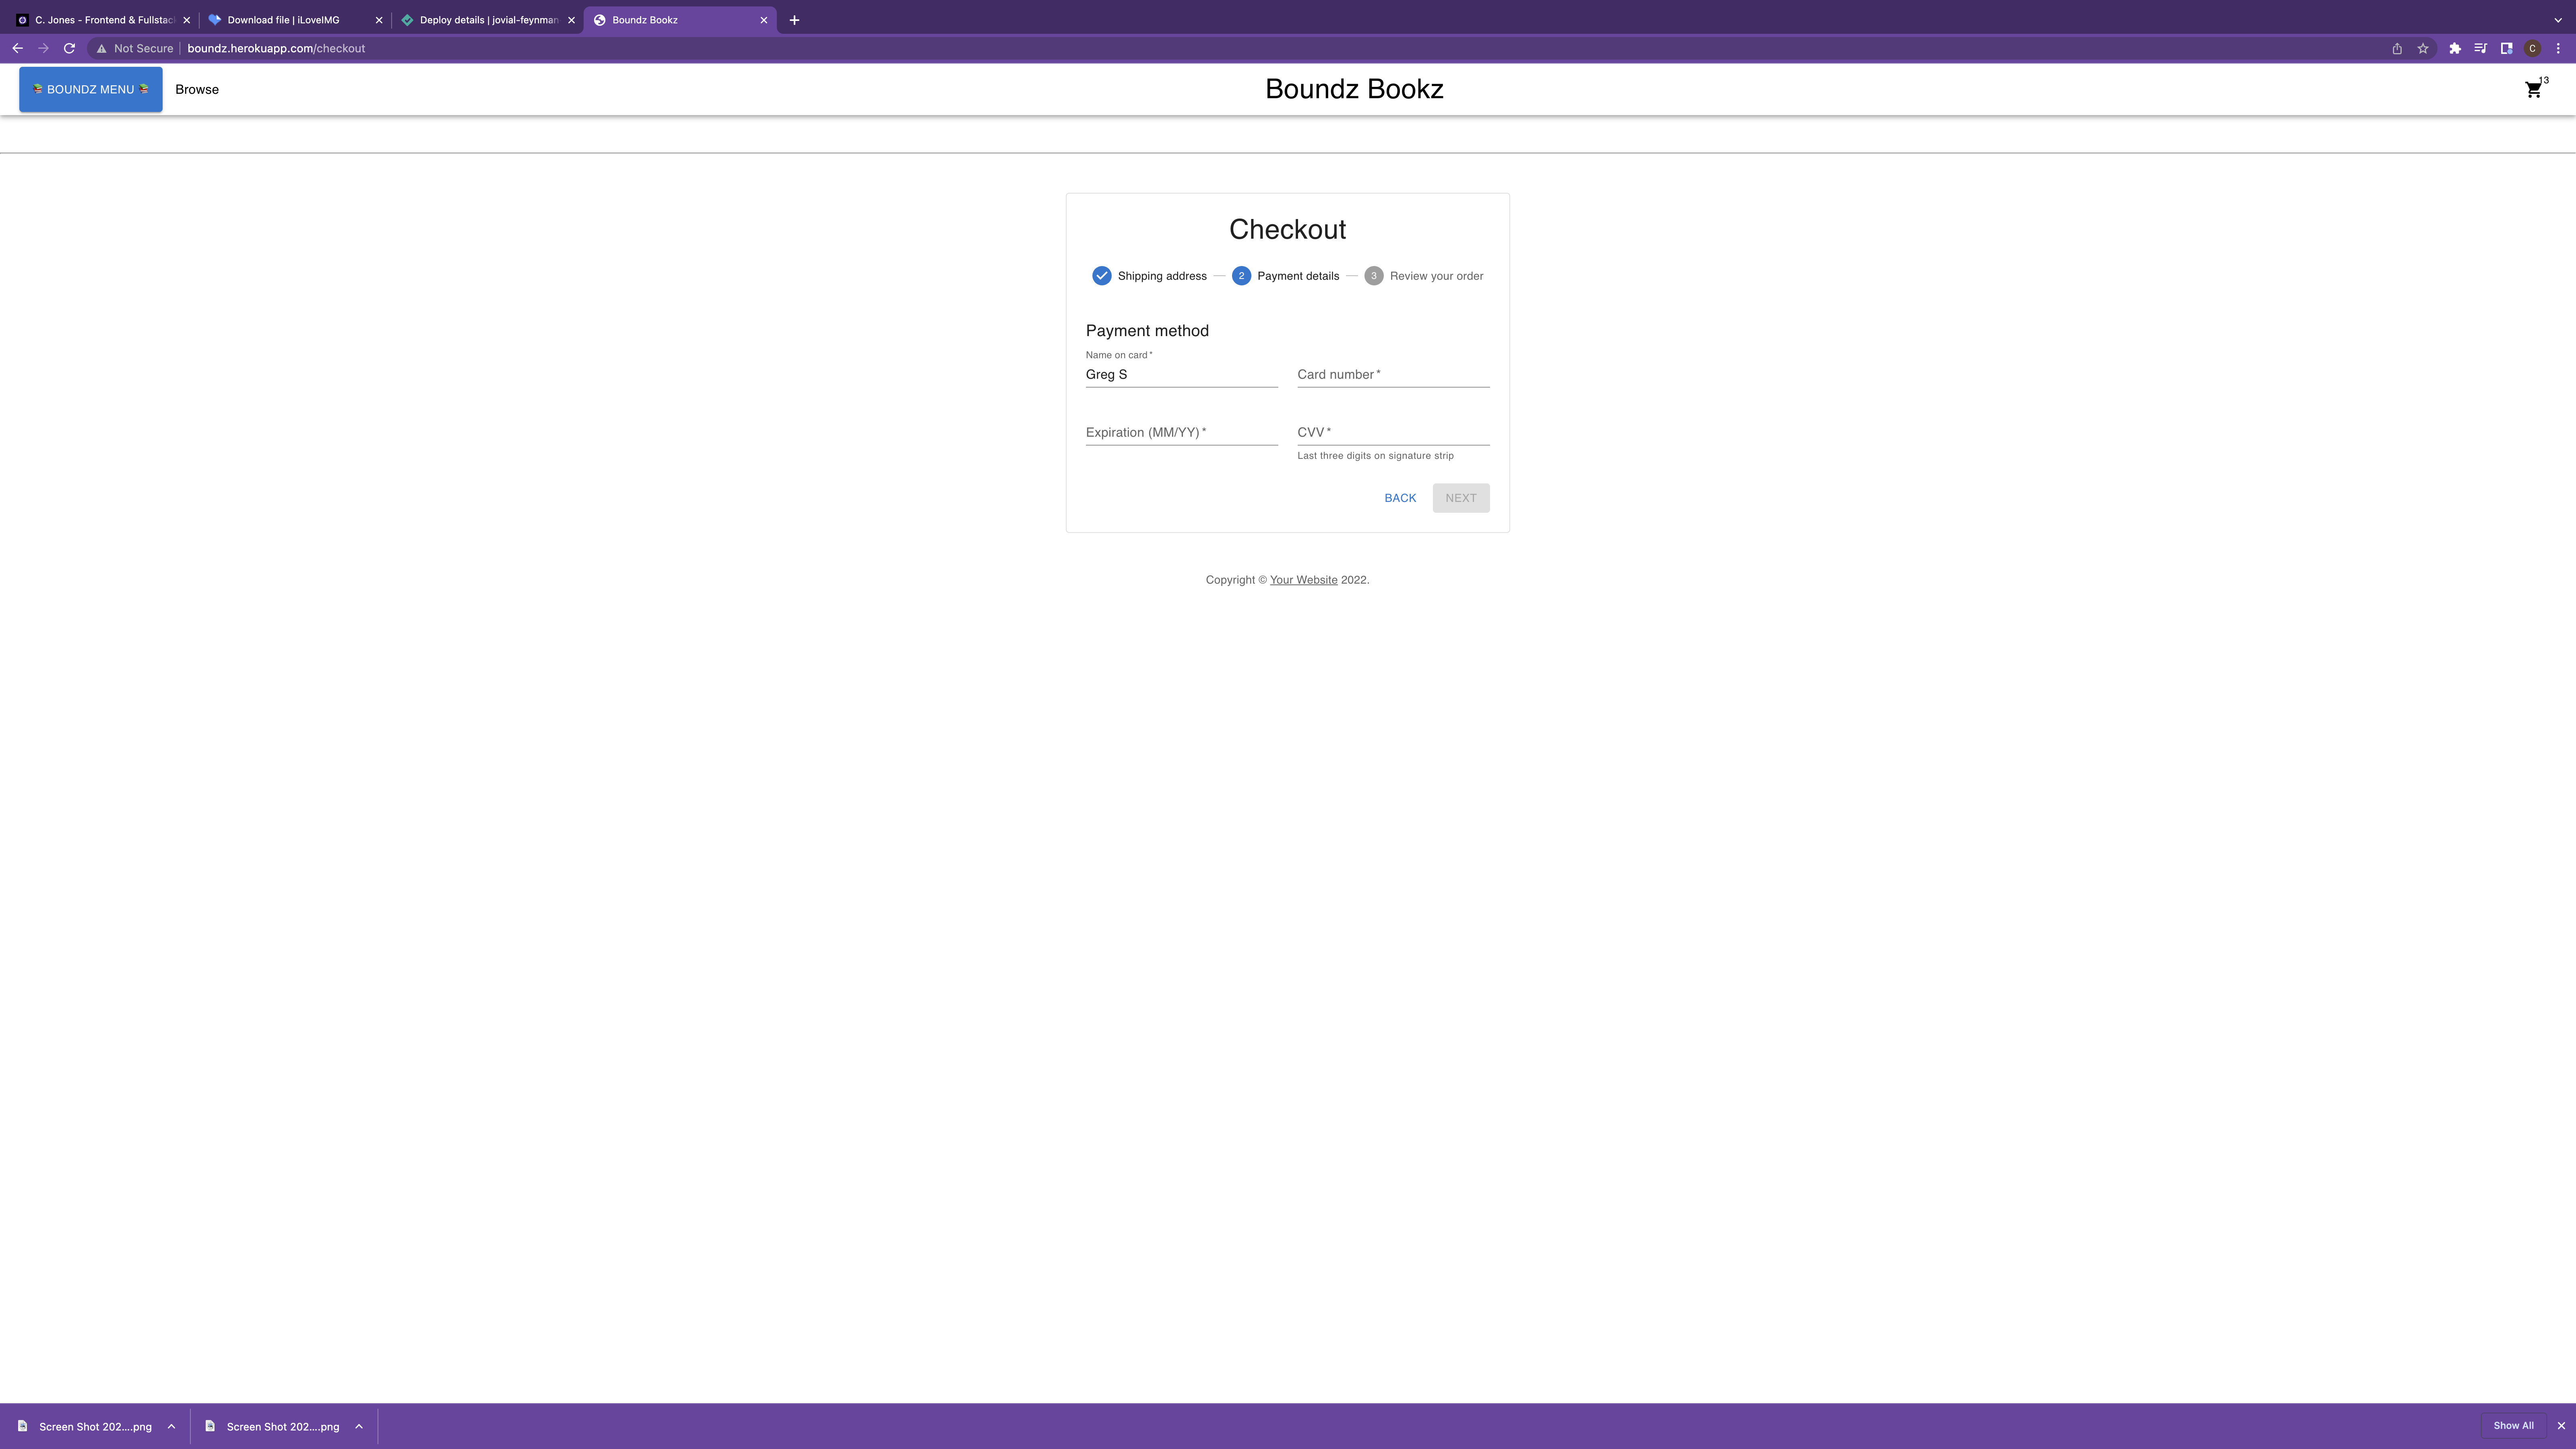 C. Jones - Frontend & Fullstac
Download file | iLoveIMG
Deploy details | jovial-feynman
Boundz Bookz
Not Secure
boundz.herokuapp.com/checkout
C
BOUNDZ MENU
Browse
Boundz Bookz
13
Checkout
Shipping address
2 Payment details
3 Review your order
Payment method
Name on card *
Greg S
Card number *
Expiration (MM/YY) *
CVV *
Last three digits on signature strip
BACK
NEXT
Copyright © Your Website 2022.
Screen Shot 202....png
Screen Shot 202....png
Show All